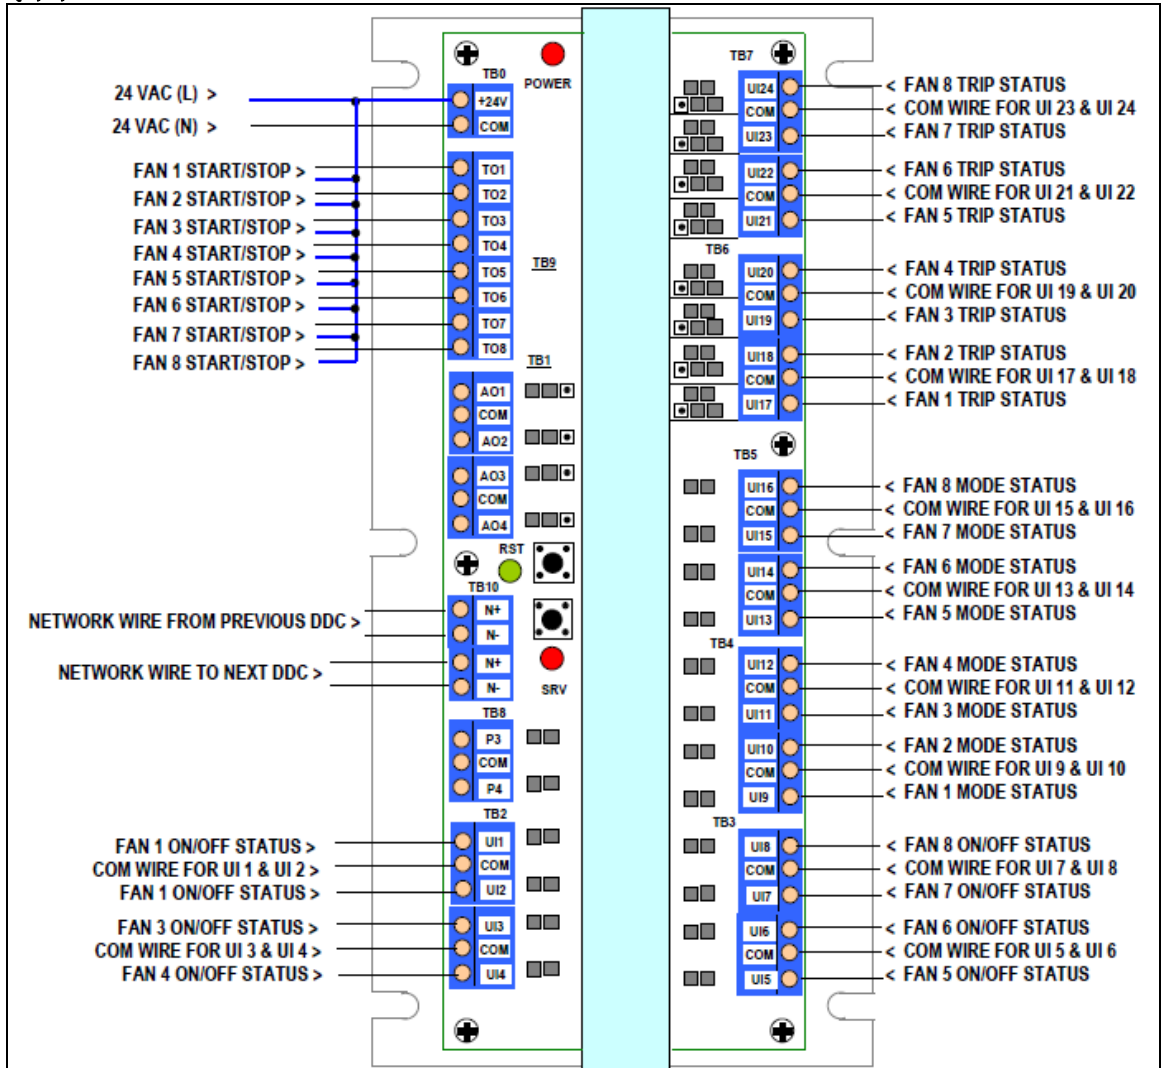 TB0
POWER
24 VAC (L) >
+24V
24 VAC (N) >
COM
FAN 1 START/STOP >
TO1
FAN 2 START/STOP >
TO2
FAN 3 START/STOP >
TO3
FAN 4 START/STOP >
TO4
FAN 5 START/STOP >
TO5
TB9
FAN 6 START/STOP >
TO6
FAN 7 START/STOP >
TO7
FAN 8 START/STOP >
TO8
TB1
AO1
COM
AO2
AO3
COM
AO4
RST
TB10
NETWORK WIRE FROM PREVIOUS DDC >
N+
N-
NETWORK WIRE TO NEXT DDC >
N+
N-
SRV
TB8
P3
COM
P4
TB2
FAN 1 ON/OFF STATUS >
UI1
COM WIRE FOR UI 1 & UI 2 >
COM
FAN 1 ON/OFF STATUS >
UI2
FAN 3 ON/OFF STATUS >
UI3
COM WIRE FOR UI 3 & UI 4 >
COM
FAN 4 ON/OFF STATUS >
UI4
TB7
UI24
< FAN 8 TRIP STATUS
COM
< COM WIRE FOR UI 23 & UI 24
UI23
< FAN 7 TRIP STATUS
UI22
< FAN 6 TRIP STATUS
COM
< COM WIRE FOR UI 21 & UI 22
UI21
< FAN 5 TRIP STATUS
TB6
UI20
< FAN 4 TRIP STATUS
COM
< COM WIRE FOR UI 19 & UI 20
UI19
< FAN 3 TRIP STATUS
UI18
< FAN 2 TRIP STATUS
COM
< COM WIRE FOR UI 17 & UI 18
UI17
< FAN 1 TRIP STATUS
TB5
UI16
< FAN 8 MODE STATUS
COM
< COM WIRE FOR UI 15 & UI 16
UI15
< FAN 7 MODE STATUS
UI14
< FAN 6 MODE STATUS
COM
< COM WIRE FOR UI 13 & UI 14
UI13
< FAN 5 MODE STATUS
TB4
UI12
< FAN 4 MODE STATUS
COM
< COM WIRE FOR UI 11 & UI 12
UI11
< FAN 3 MODE STATUS
UI10
< FAN 2 MODE STATUS
COM
< COM WIRE FOR UI 9 & UI 10
UI9
< FAN 1 MODE STATUS
TB3
UI8
< FAN 8 ON/OFF STATUS
COM
< COM WIRE FOR UI 7 & UI 8
UI7
< FAN 7 ON/OFF STATUS
UI6
< FAN 6 ON/OFF STATUS
COM
< COM WIRE FOR UI 5 & UI 6
UI5
< FAN 5 ON/OFF STATUS